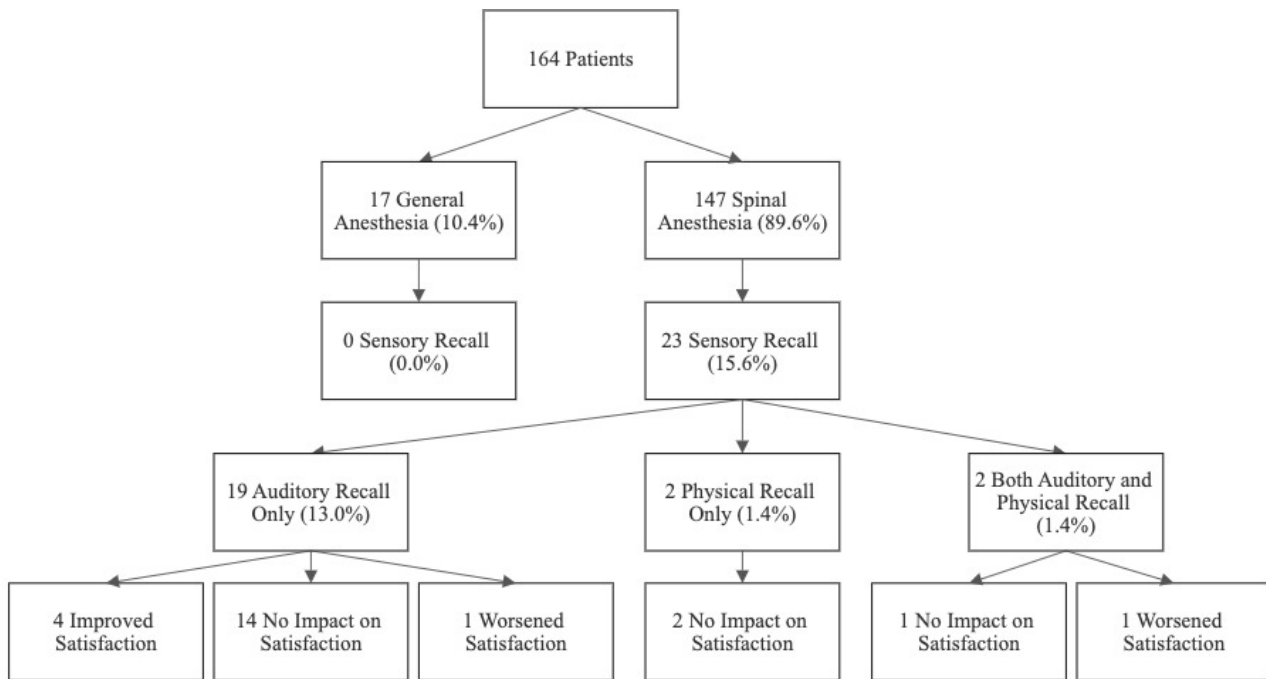 164 Patients
17 General
Anesthesia (10.4%)
147 Spinal
Anesthesia (89.6%)
0 Sensory Recall
(0.0%)
23 Sensory Recall
(15.6%)
19 Auditory Recall
Only (13.0%)
2 Physical Recall
Only (1.4%)
2 Both Auditory and
Physical Recall
(1.4%)
4 Improved
Satisfaction
14 No Impact on
Satisfaction
1 Worsened
Satisfaction
2 No Impact on
Satisfaction
1 No Impact on
Satisfaction
1 Worsened
Satisfaction